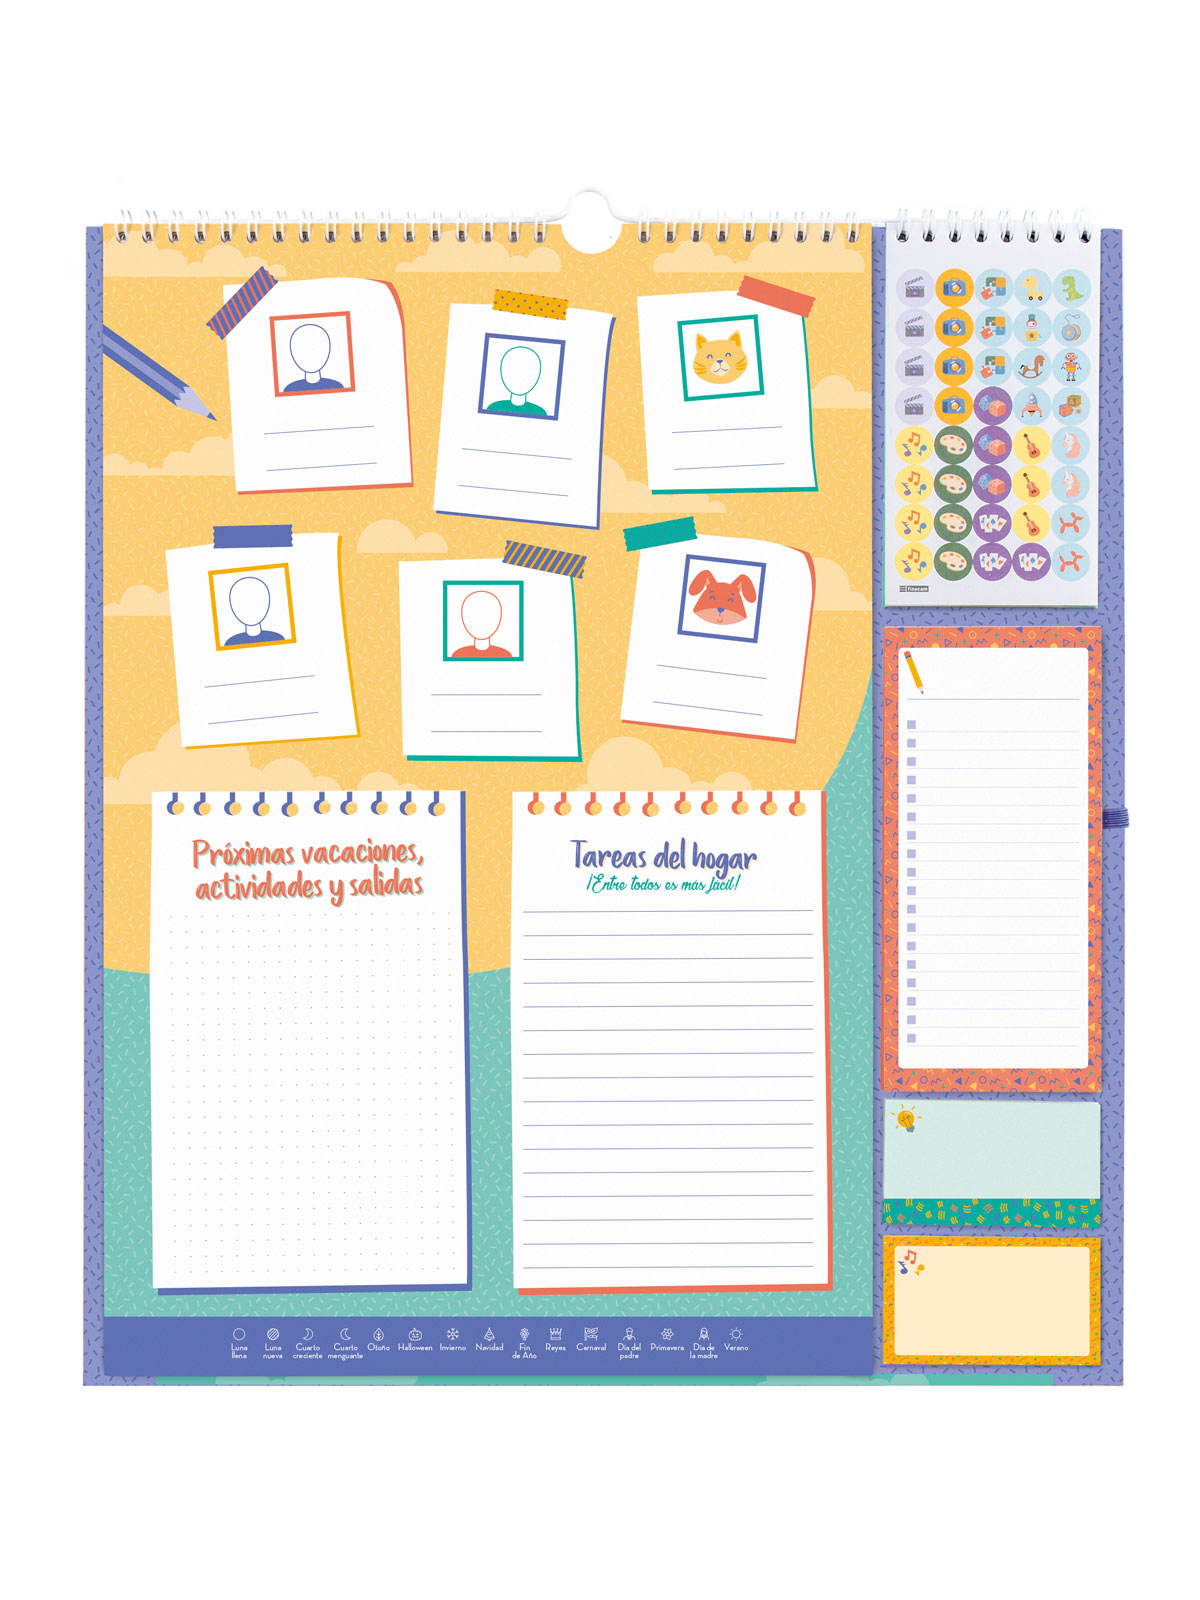 finocam
Próximas vacaciones,
actividades y salidas
Tareas del hogar
¡Entre todos es más fácil!
Luna
llena
Luna
nueva
Cuarto
creciente
Cuarto
menguante
Otoño
Halloween
Invierno
Navidad
Fin
de Año
Reyes
Carnaval
Día del
padre
Primavera
Día de
la madre
Verano